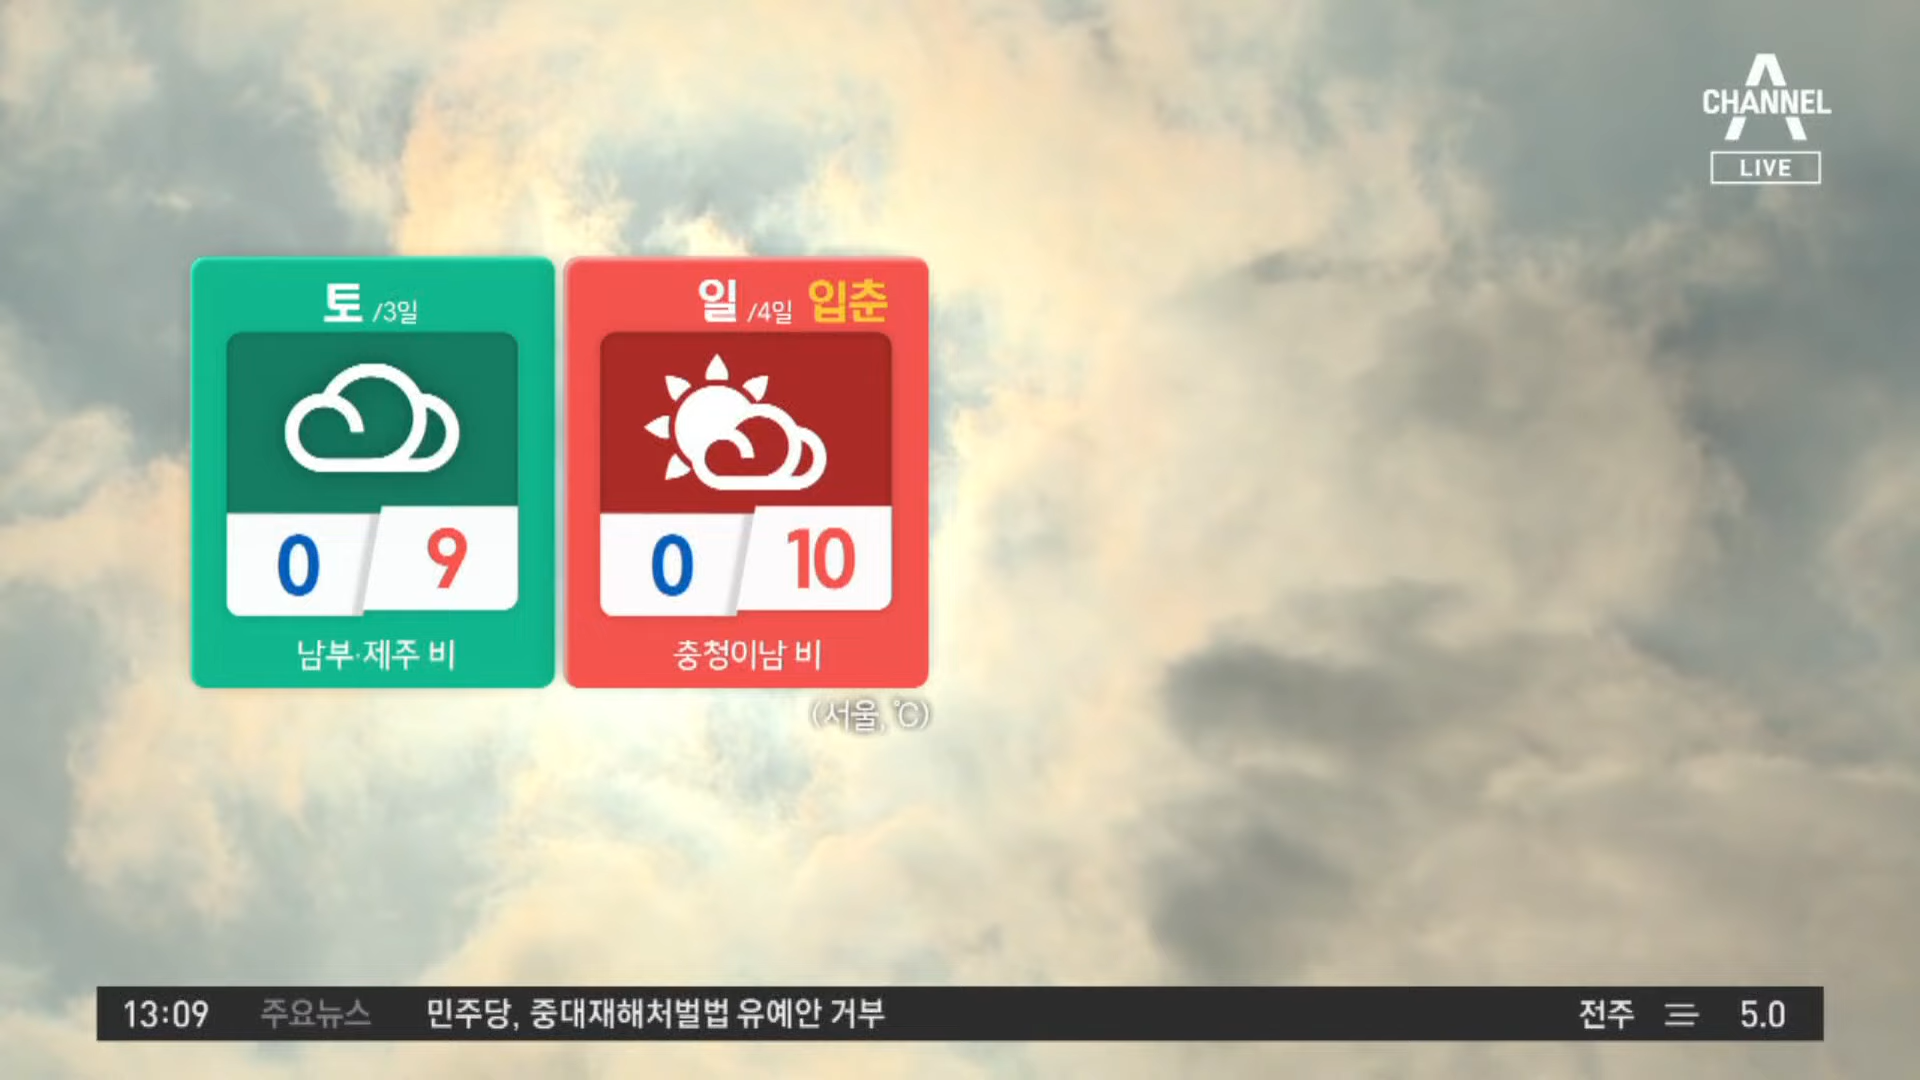 CHANNEL A
LIVE
토 /3일
0 9
남부·제주 비
일 /4일 입춘
0 10
충청이남 비
(서울, ℃)
13:09 주요뉴스 민주당, 중대재해처벌법 유예안 거부 전주 5.0